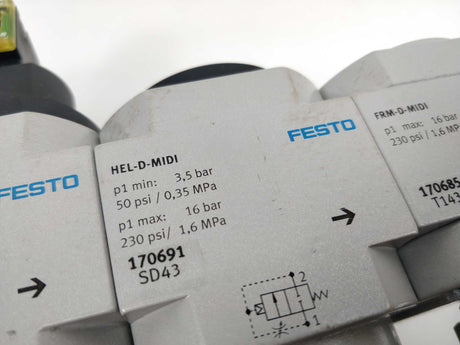 FESTO
HEL-D-MIDI
p1 min: 3,5 bar
50 psi / 0,35 MPa
p1 max: 16 bar
230 psi/ 1,6 MPa
170691
SD43
FESTO
2
1
FRM-D-MIDI
p1 max: 16 bar
230 psi / 1,6 MPa
170685
T143